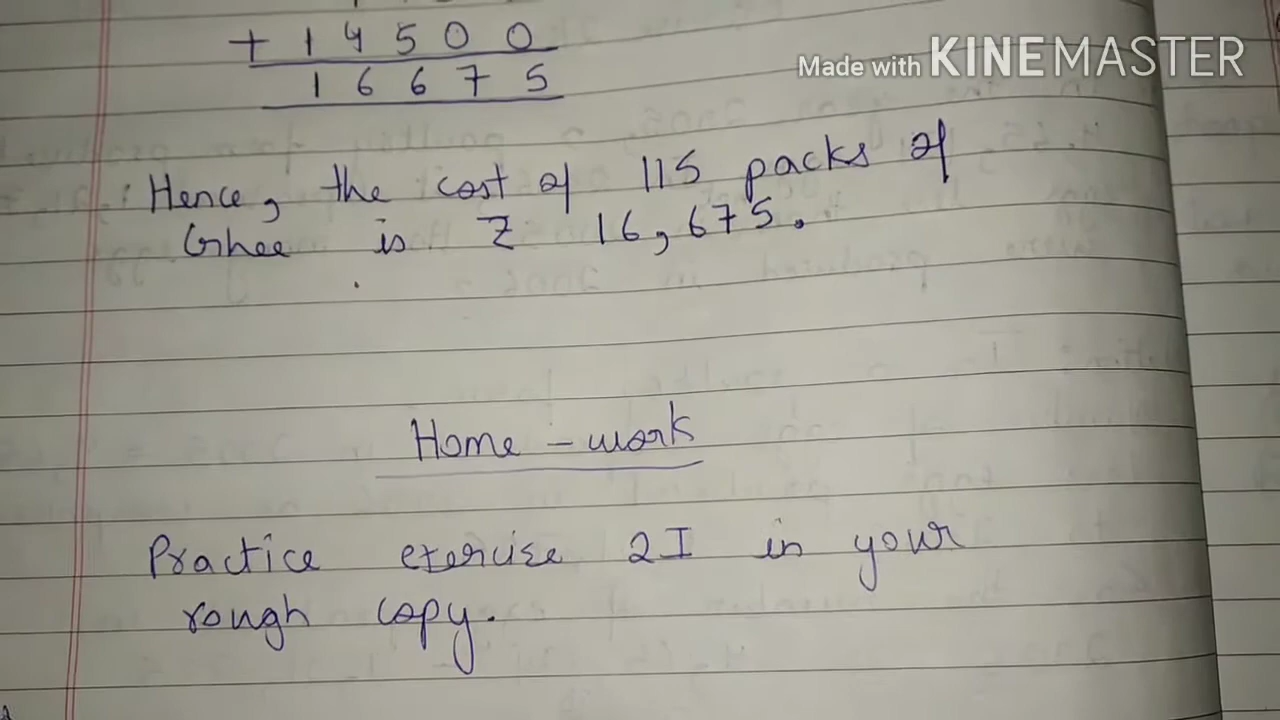 + 1 4 5 0 0
1 6 6 7 5
Made with KINEMASTER
Hence, the cost of 115 packs of
Ghee is ₹ 16,675.
Home - work
Practice exercise 2I in your
rough copy.